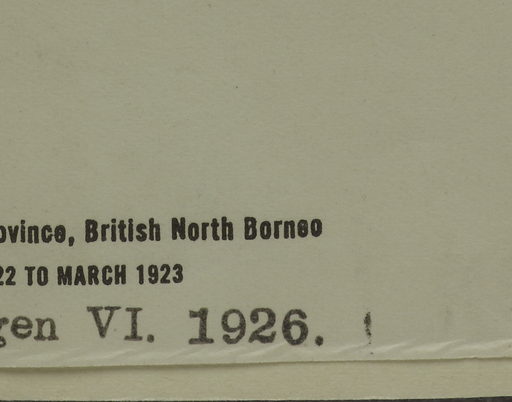 ovince, British North Borneo
22 TO MARCH 1923
gen VI. 1926.